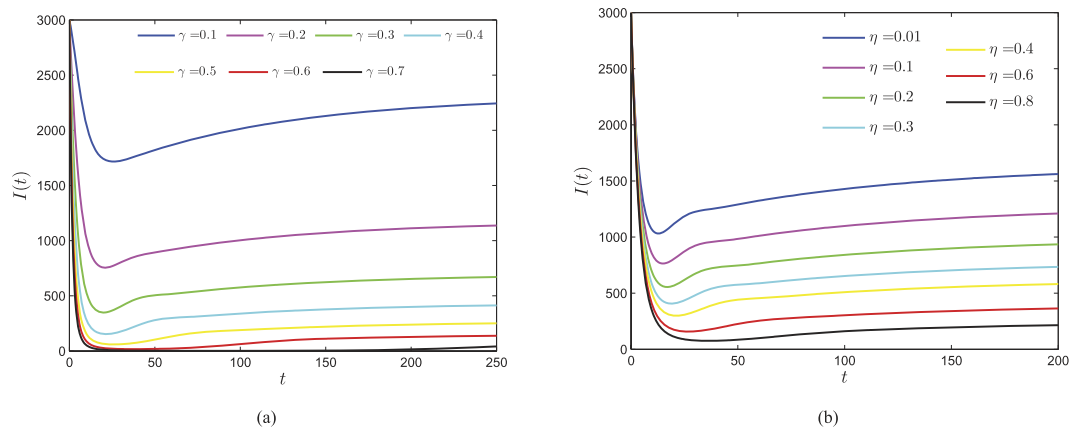 3000
2500
2000
1500
1000
500
0
I(t)
γ =0.1 γ =0.2 γ =0.3 γ =0.4
γ =0.5 γ =0.6 γ =0.7
0 50 100 150 200 250
t
(a)
3000
2500
2000
1500
1000
500
0
I(t)
η =0.01
η =0.1
η =0.2
η =0.3
η =0.4
η =0.6
η =0.8
0 50 100 150 200
t
(b)